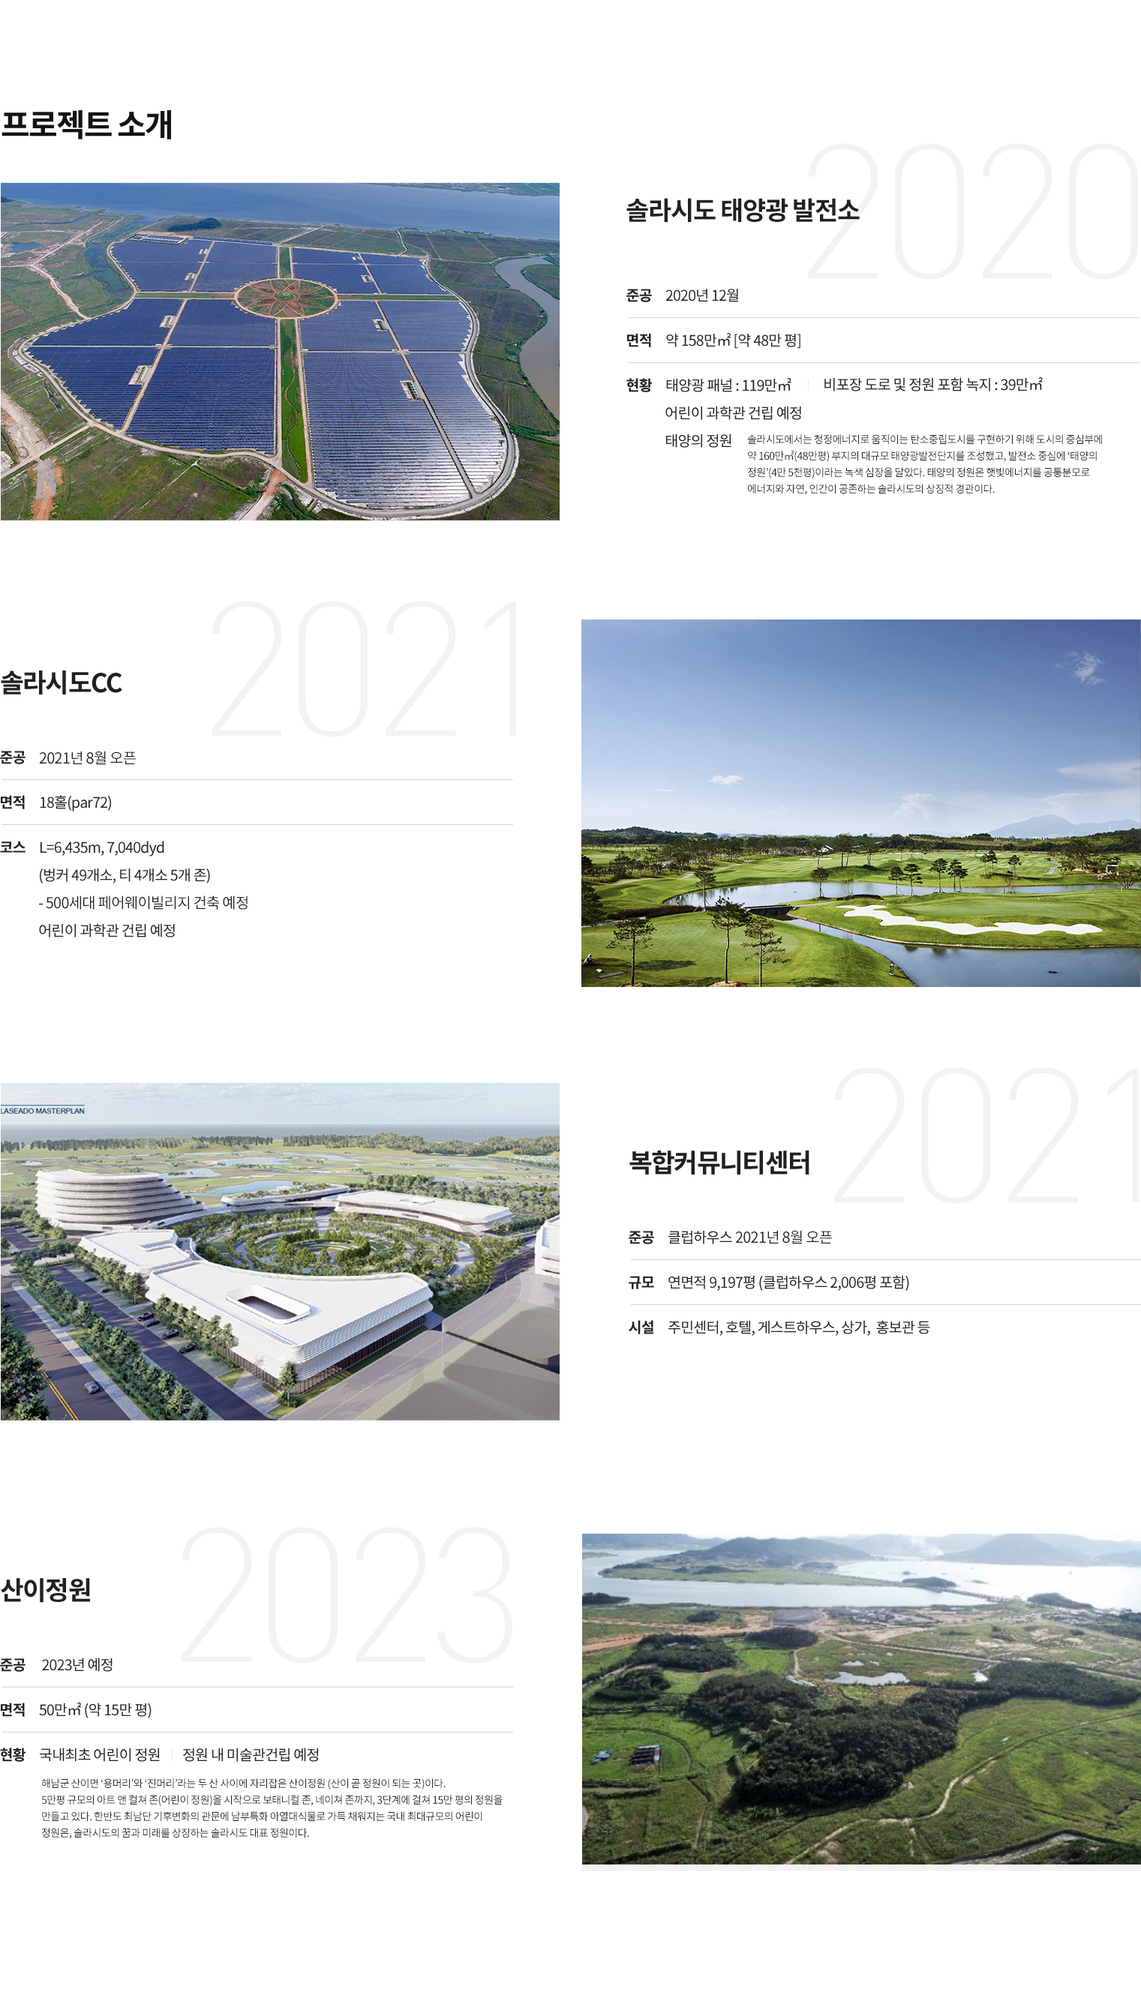 프로젝트 소개
2020
솔라시도 태양광 발전소
준공 2020년 12월
면적 약 158만㎡ [약 48만 평]
현황 태양광 패널 : 119만㎡ | 비포장 도로 및 정원 포함 녹지 : 39만㎡
어린이 과학관 건립 예정
태양의 정원 솔라시도에서는 청정에너지로 움직이는 탄소중립도시를 구현하기 위해 도시의 중심부에
약 160만㎡(48만평) 부지의 대규모 태양광발전단지를 조성했고, 발전소 중심에 ‘태양의
정원’(4만 5천평)이라는 녹색 심장을 달았다. 태양의 정원은 햇빛에너지를 공통분모로
에너지와 자연, 인간이 공존하는 솔라시도의 상징적 경관이다.
2021
솔라시도CC
준공 2021년 8월 오픈
면적 18홀(par72)
코스 L=6,435m, 7,040dyd
(벙커 49개소, 티 4개소 5개 존)
- 500세대 페어웨이빌리지 건축 예정
어린이 과학관 건립 예정
LASEADO MASTERPLAN
2021
복합커뮤니티센터
준공 클럽하우스 2021년 8월 오픈
규모 연면적 9,197평 (클럽하우스 2,006평 포함)
시설 주민센터, 호텔, 게스트하우스, 상가, 홍보관 등
2023
산이정원
준공 2023년 예정
면적 50만㎡ (약 15만 평)
현황 국내최초 어린이 정원 | 정원 내 미술관건립 예정
해남군 산이면 ‘용머리’와 ‘진머리’라는 두 산 사이에 자리잡은 산이정원 (산이 곧 정원이 되는 곳)이다.
5만평 규모의 아트 앤 컬쳐 존(어린이 정원)을 시작으로 보태니컬 존, 네이쳐 존까지, 3단계에 걸쳐 15만 평의 정원을
만들고 있다. 한반도 최남단 기후변화의 관문에 남부특화 아열대식물로 가득 채워지는 국내 최대규모의 어린이
정원은, 솔라시도의 꿈과 미래를 상징하는 솔라시도 대표 정원이다.